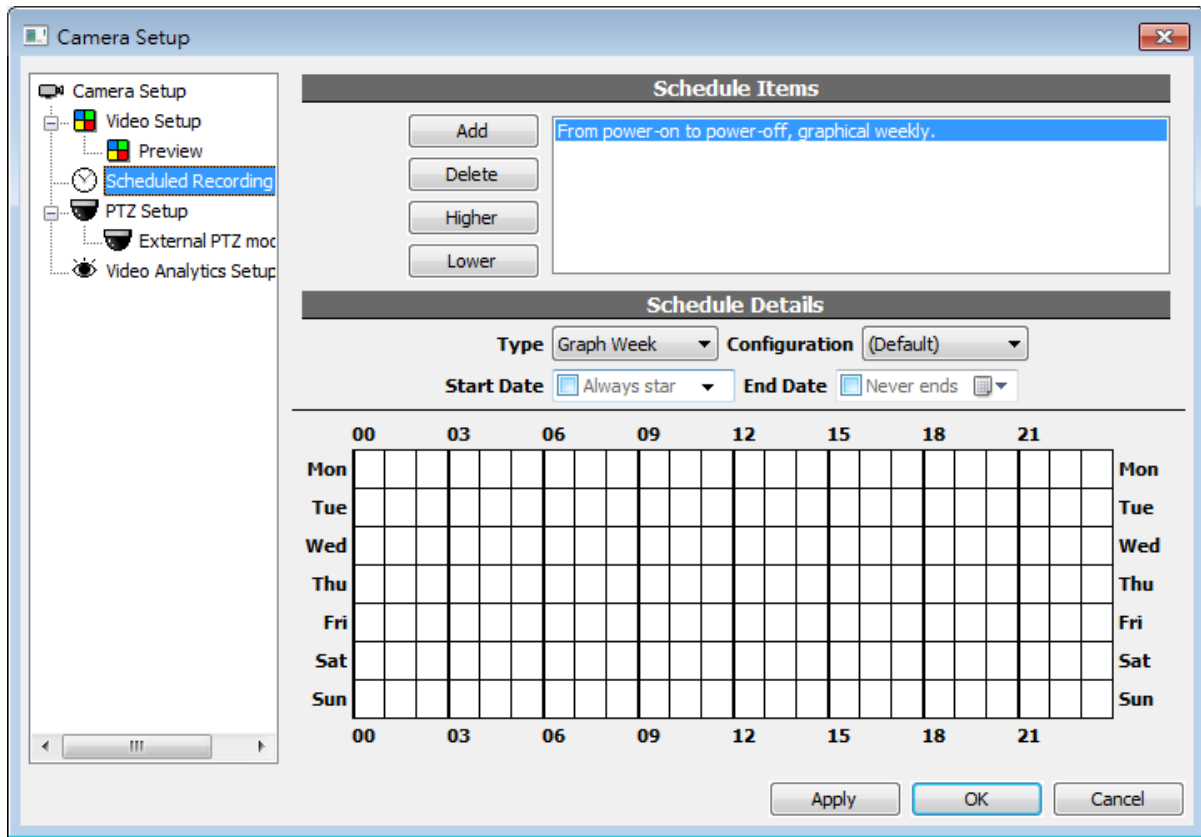 Camera Setup
Camera Setup
Video Setup
Preview
Scheduled Recording
PTZ Setup
External PTZ moc
Video Analytics Setup
Schedule Items
Add
Delete
Higher
Lower
From power-on to power-off, graphical weekly.
Schedule Details
Type Graph Week Configuration (Default)
Start Date Always star End Date Never ends
00 03 06 09 12 15 18 21
Mon Mon
Tue Tue
Wed Wed
Thu Thu
Fri Fri
Sat Sat
Sun Sun
00 03 06 09 12 15 18 21
Apply OK Cancel